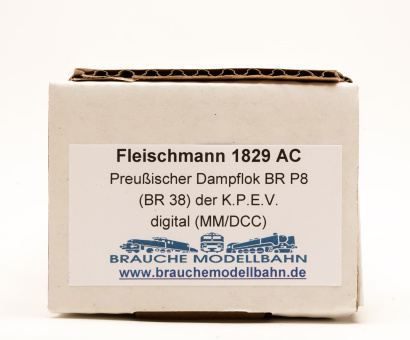 Fleischmann 1829 AC
Preußischer Dampflok BR P8
(BR 38) der K.P.E.V.
digital (MM/DCC)
BRAUCHE MODELLBAHN
www.brauchemodellbahn.de